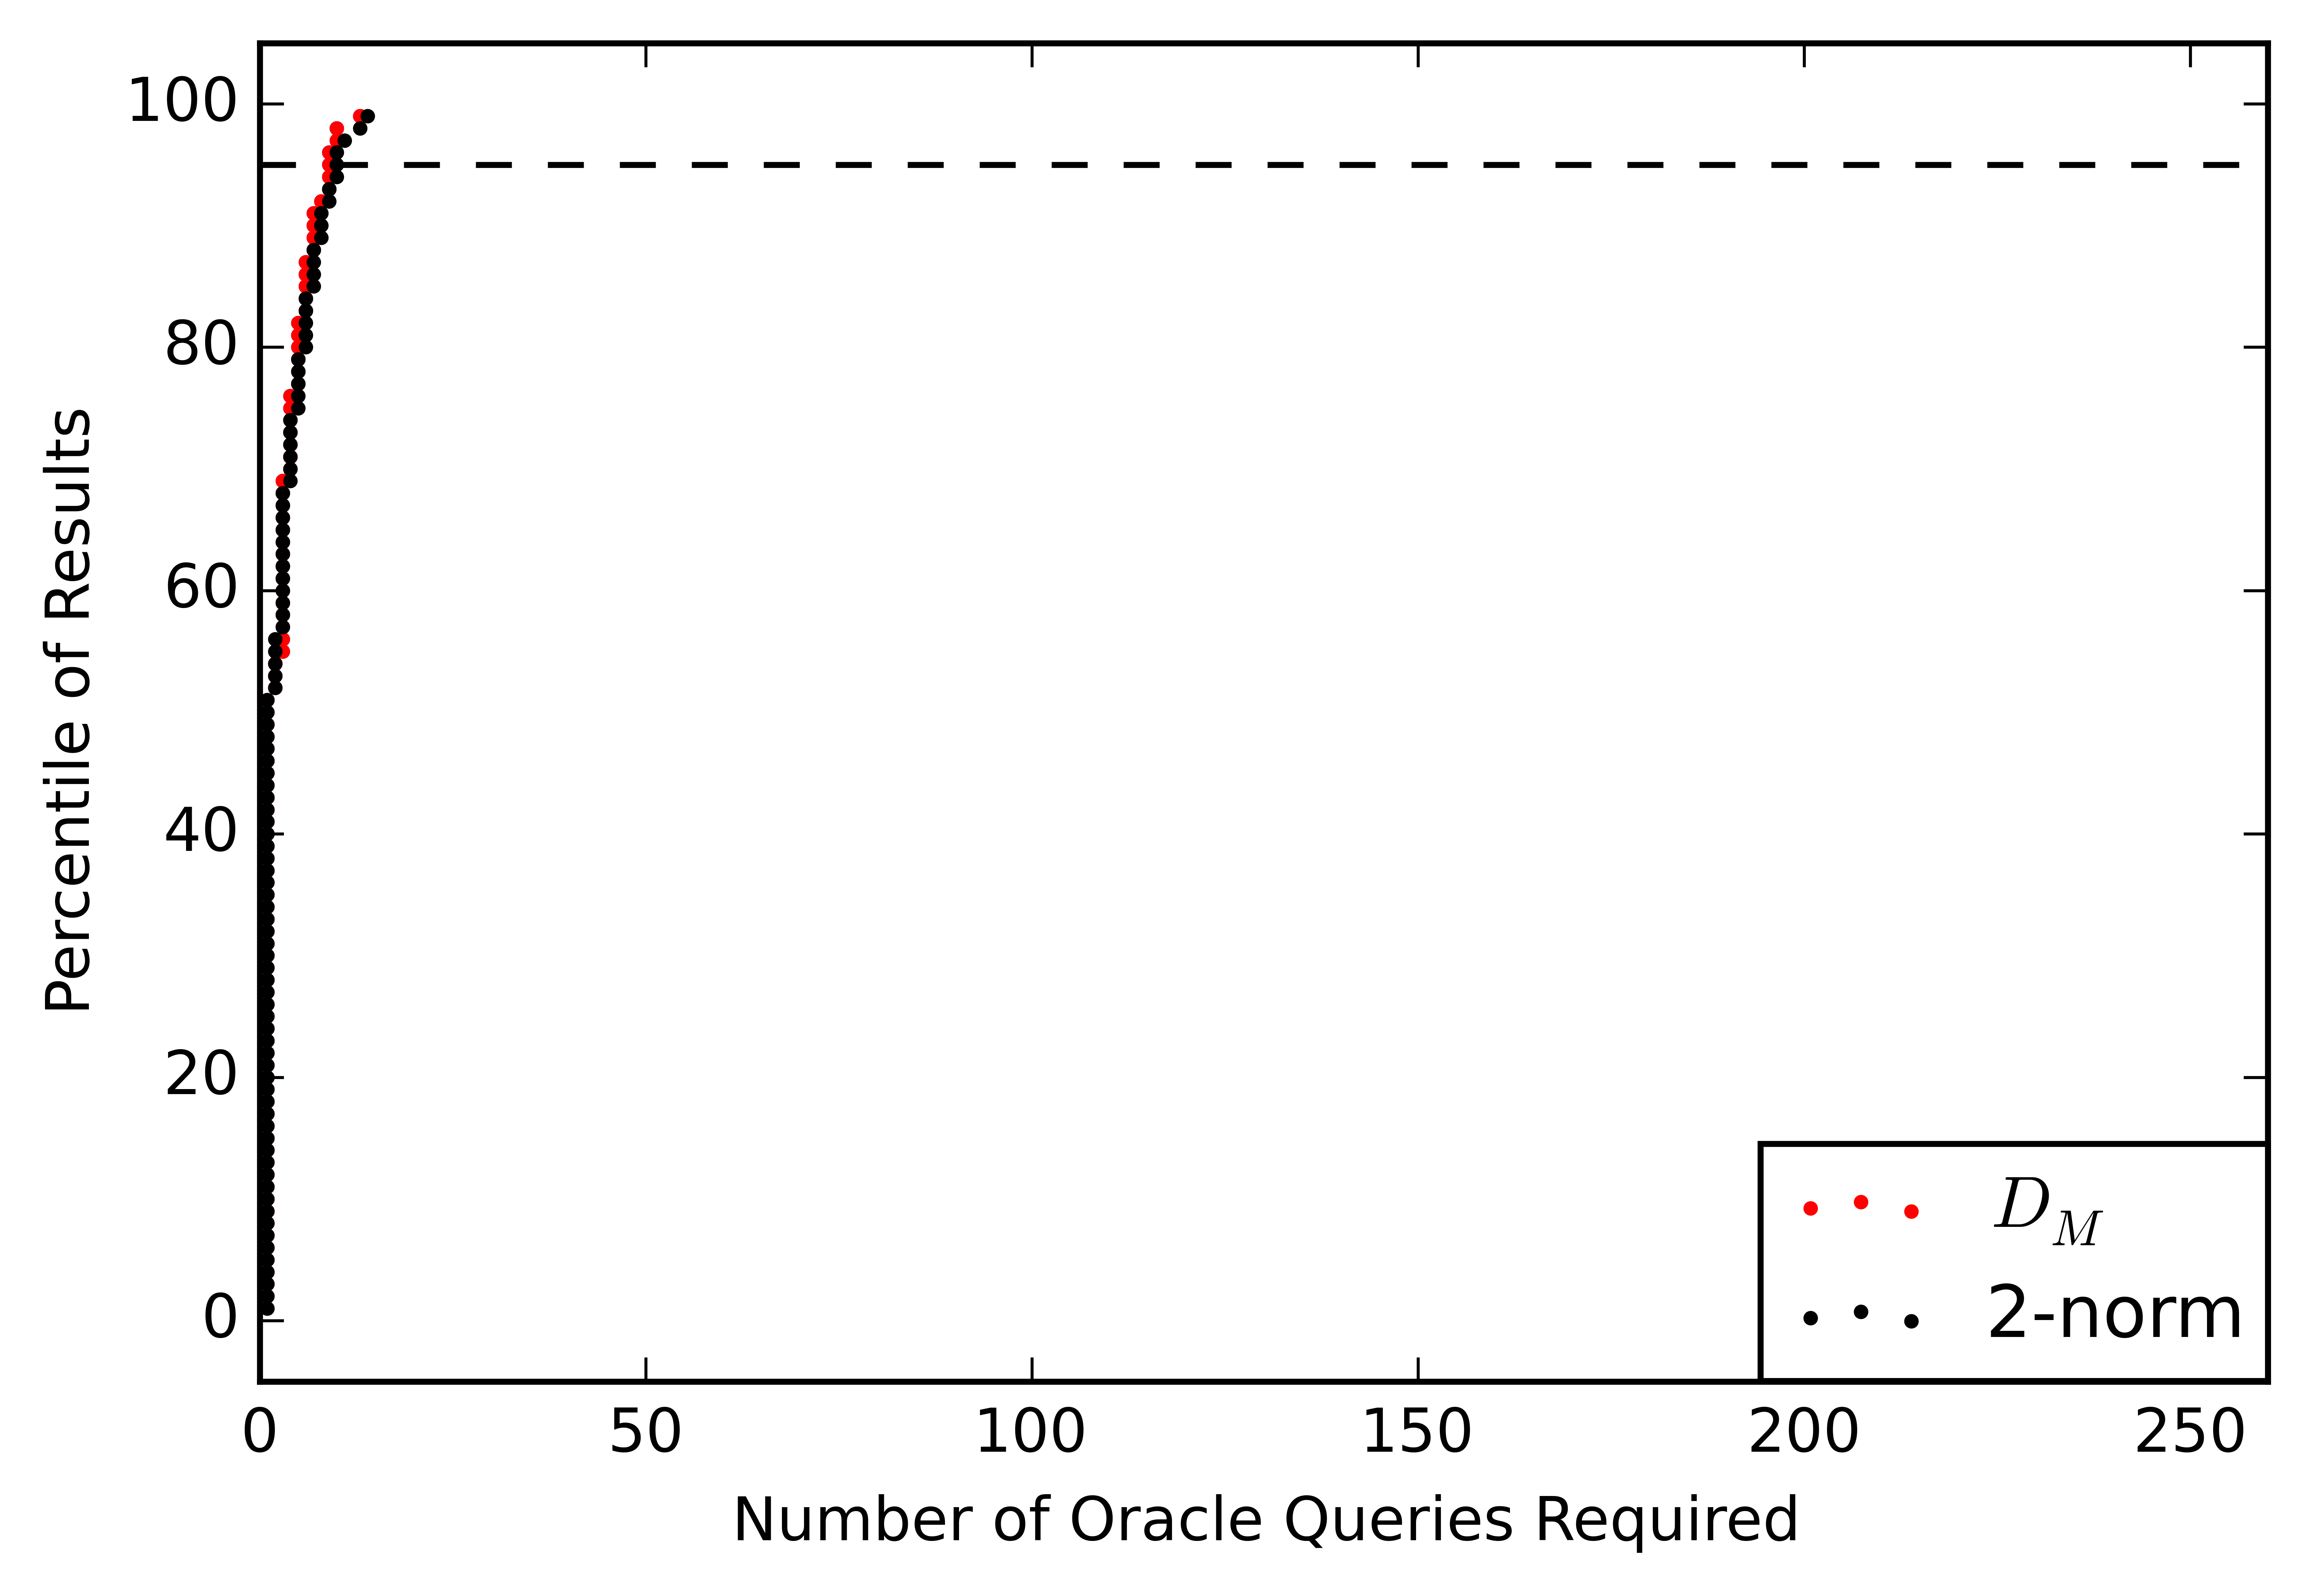 100
80
60
40
20
0
Percentile of Results
0 50 100 150 200 250
Number of Oracle Queries Required
D_M
2-norm